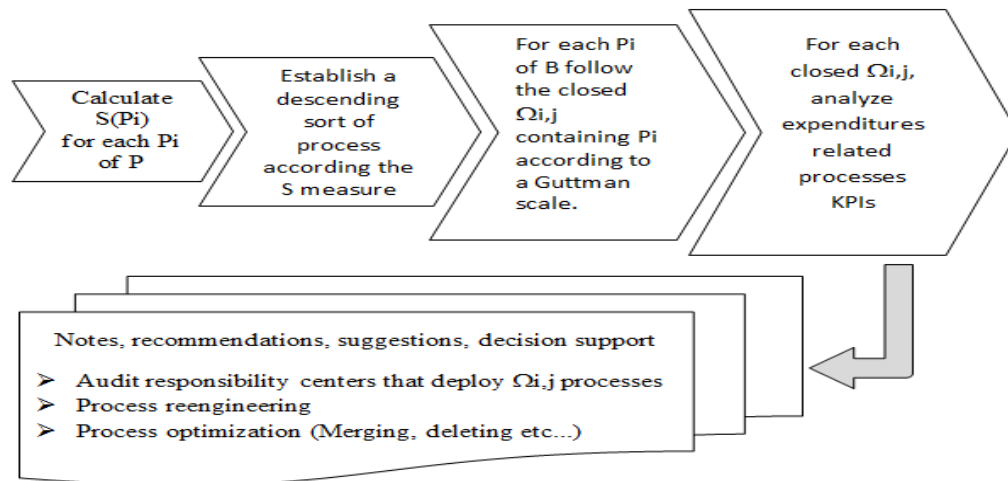 Calculate
S(Pi)
for each Pi
of P
Establish a
descending
sort of
process
according the
S measure
For each Pi
of B follow
the closed
Ωi,j
containing Pi
according to
a Guttman
scale.
For each
closed Ωi,j,
analyze
expenditures
related
processes
KPIs
Notes, recommendations, suggestions, decision support
➢ Audit responsibility centers that deploy Ωi,j processes
➢ Process reengineering
➢ Process optimization (Merging, deleting etc...)